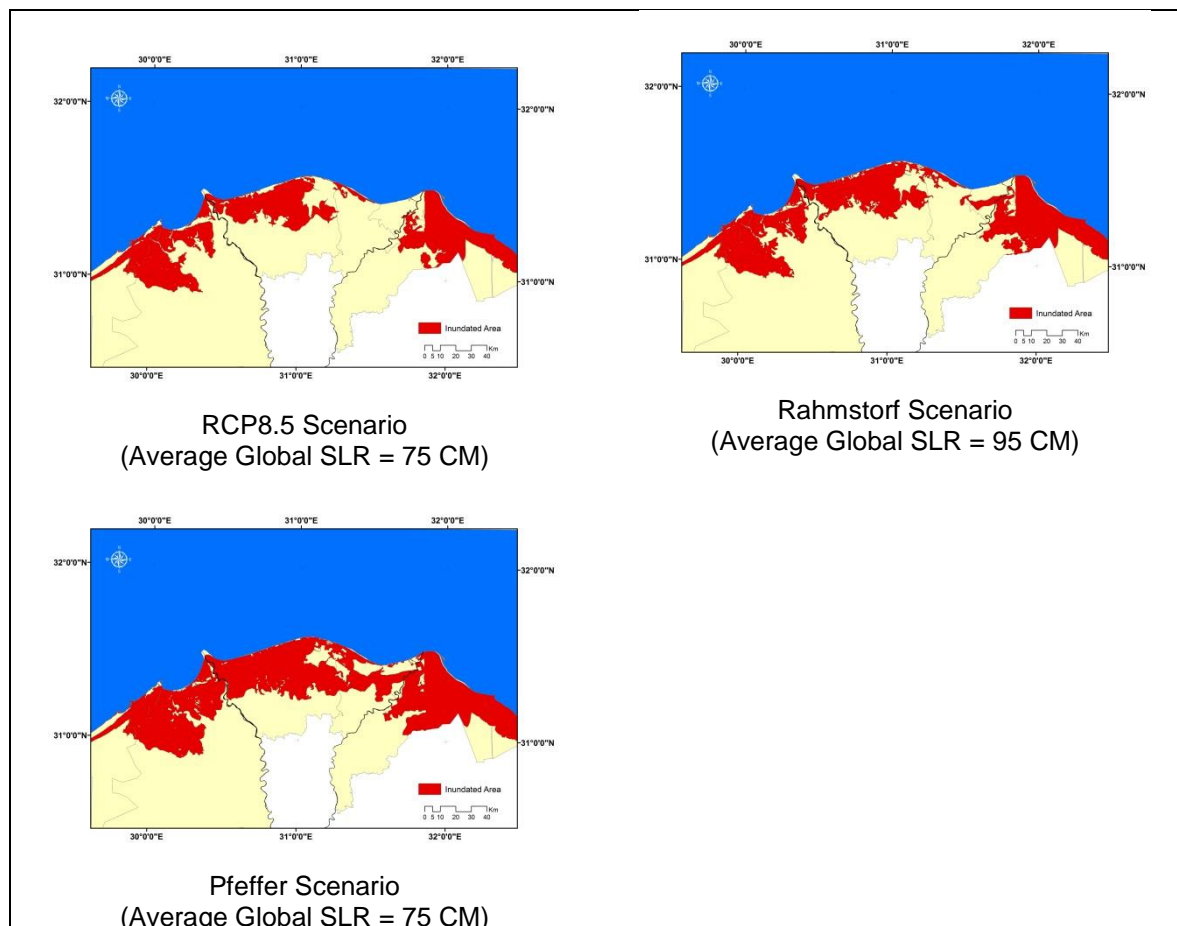 30°0'0"E 31°0'0"E 32°0'0"E
32°0'0"N 32°0'0"N
31°0'0"N 31°0'0"N
Inundated Area
0 5 10 20 30 40 Km
30°0'0"E 31°0'0"E 32°0'0"E
RCP8.5 Scenario
(Average Global SLR = 75 CM)
30°0'0"E 31°0'0"E 32°0'0"E
32°0'0"N 32°0'0"N
31°0'0"N 31°0'0"N
Inundated Area
0 5 10 20 30 40 Km
30°0'0"E 31°0'0"E 32°0'0"E
Rahmstorf Scenario
(Average Global SLR = 95 CM)
30°0'0"E 31°0'0"E 32°0'0"E
32°0'0"N 32°0'0"N
31°0'0"N 31°0'0"N
Inundated Area
0 5 10 20 30 40 Km
30°0'0"E 31°0'0"E 32°0'0"E
Pfeffer Scenario
(Average Global SLR = 75 CM)